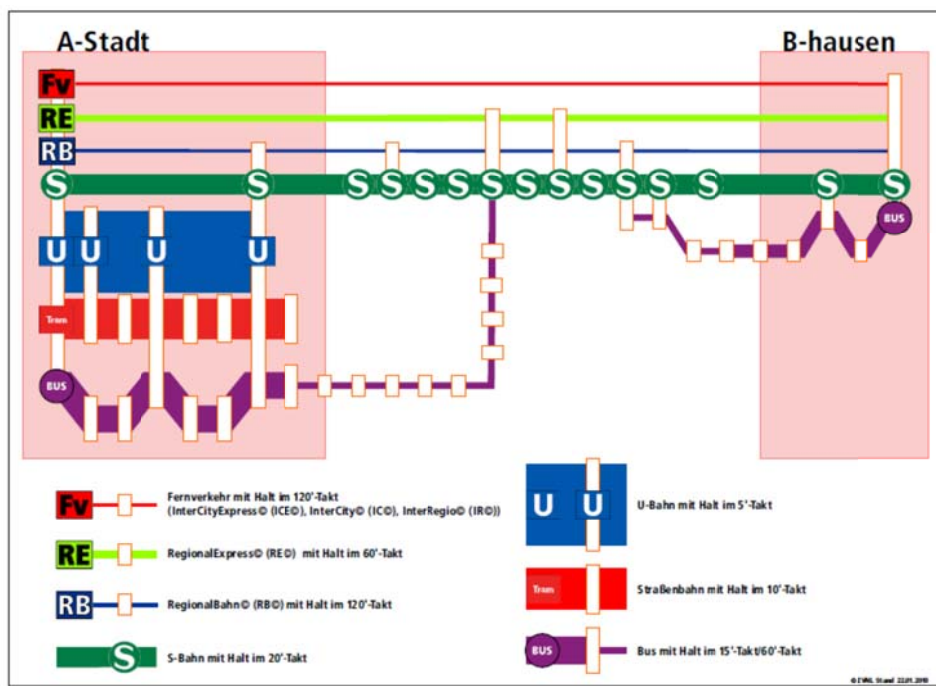 A-Stadt
B-hausen
Fv
RE
RB
S S S S S S S S S S S S S S S
U U U U
BUS
Tram
BUS
Fv
Fernverkehr mit Halt im 120'-Takt
(InterCityExpress© (ICE©), InterCity© (IC©), InterRegio© (IR©))
RE
RegionalExpress© (RE©) mit Halt im 60'-Takt
RB
RegionalBahn© (RB©) mit Halt im 120'-Takt
S
S-Bahn mit Halt im 20'-Takt
U U
U-Bahn mit Halt im 5'-Takt
Tram
Straßenbahn mit Halt im 10'-Takt
BUS
Bus mit Halt im 15'-Takt/60'-Takt